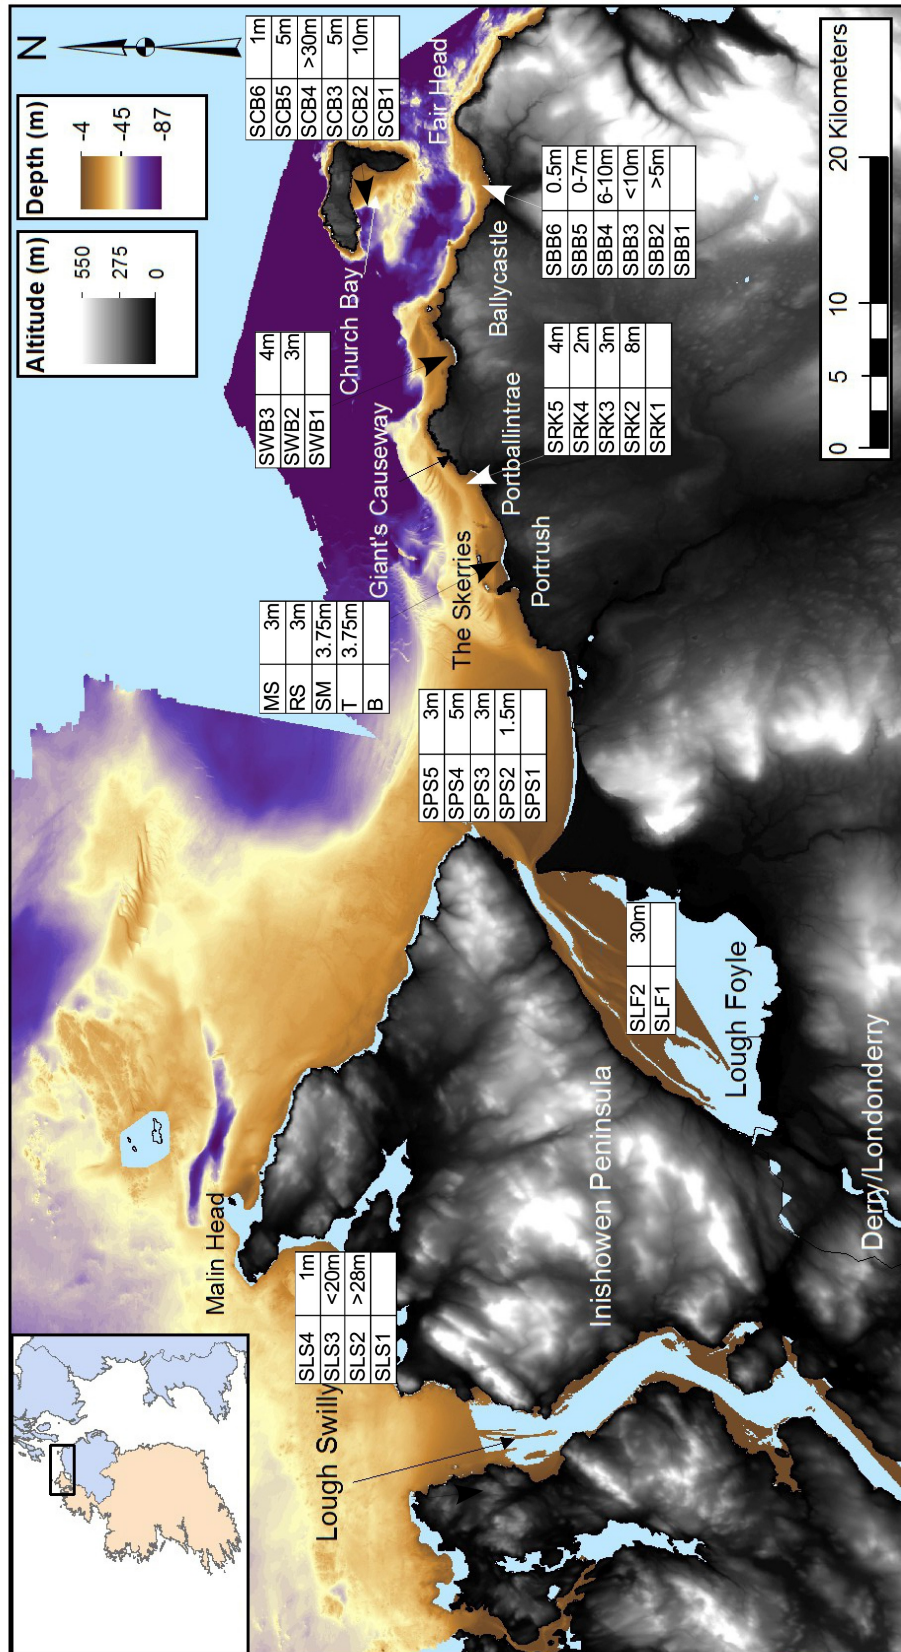 N
Depth (m)
-4
-45
-87
Altitude (m)
550
275
0
SCB6 1m
SCB5 5m
SCB4 >30m
SCB3 5m
SCB2 10m
SCB1
Fair Head
Church Bay
SWB3 4m
SWB2 3m
SWB1
Giant's Causeway
MS 3m
RS 3m
SM 3.75m
T 3.75m
B
The Skerries
SPS5 3m
SPS4 5m
SPS3 3m
SPS2 1.5m
SPS1
Malin Head
SLS4 1m
SLS3 <20m
SLS2 >28m
SLS1
Lough Swilly
Ballycastle
SBB6 0.5m
SBB5 0-7m
SBB4 6-10m
SBB3 <10m
SBB2 >5m
SBB1
Portballintrae
SRK5 4m
SRK4 2m
SRK3 3m
SRK2 8m
SRK1
Portrush
SLF2 30m
SLF1
Lough Foyle
Inishowen Peninsula
Derry/Londonderry
0 5 10 20 Kilometers